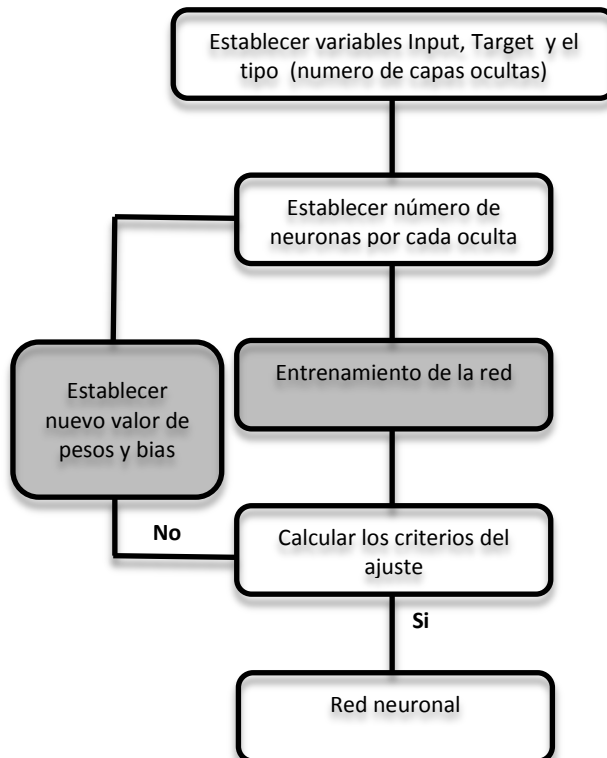 Establecer variables Input, Target y el
tipo (numero de capas ocultas)
Establecer número de
neuronas por cada oculta
Entrenamiento de la red
Establecer
nuevo valor de
pesos y bias
No
Calcular los criterios del
ajuste
Si
Red neuronal